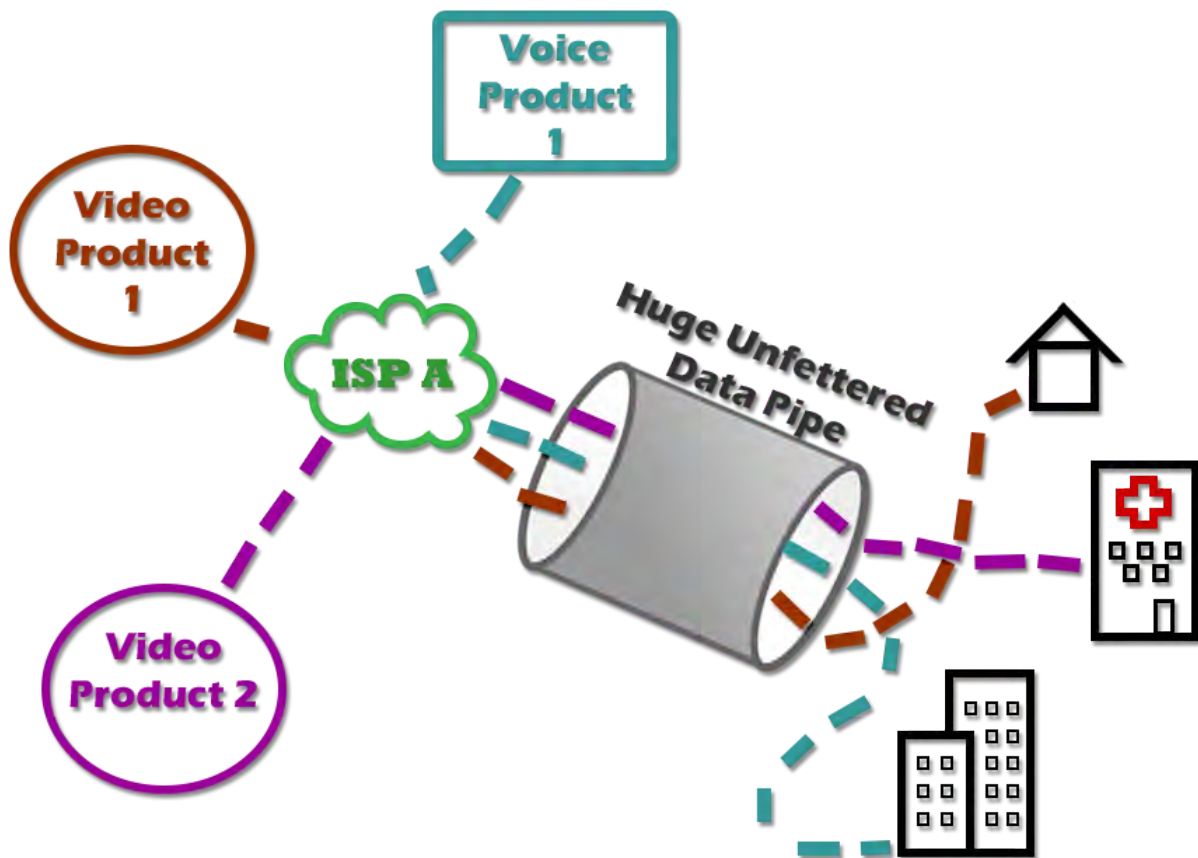 Voice
Product
1
Video
Product
1
ISP A
Huge Unfettered
Data Pipe
Video
Product 2